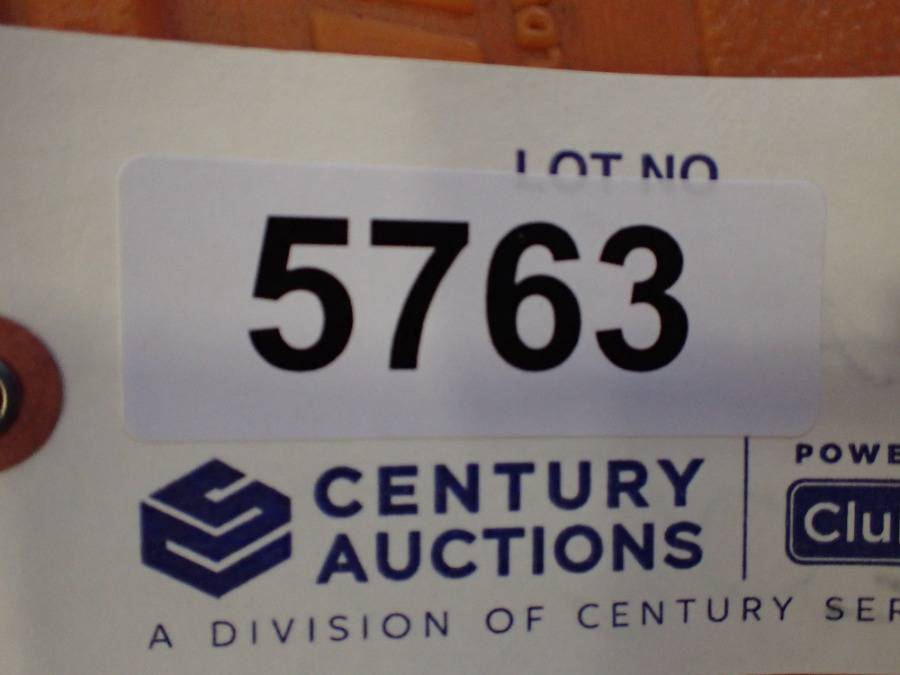 LOT NO
5763
CENTURY
AUCTIONS
A DIVISION OF CENTURY